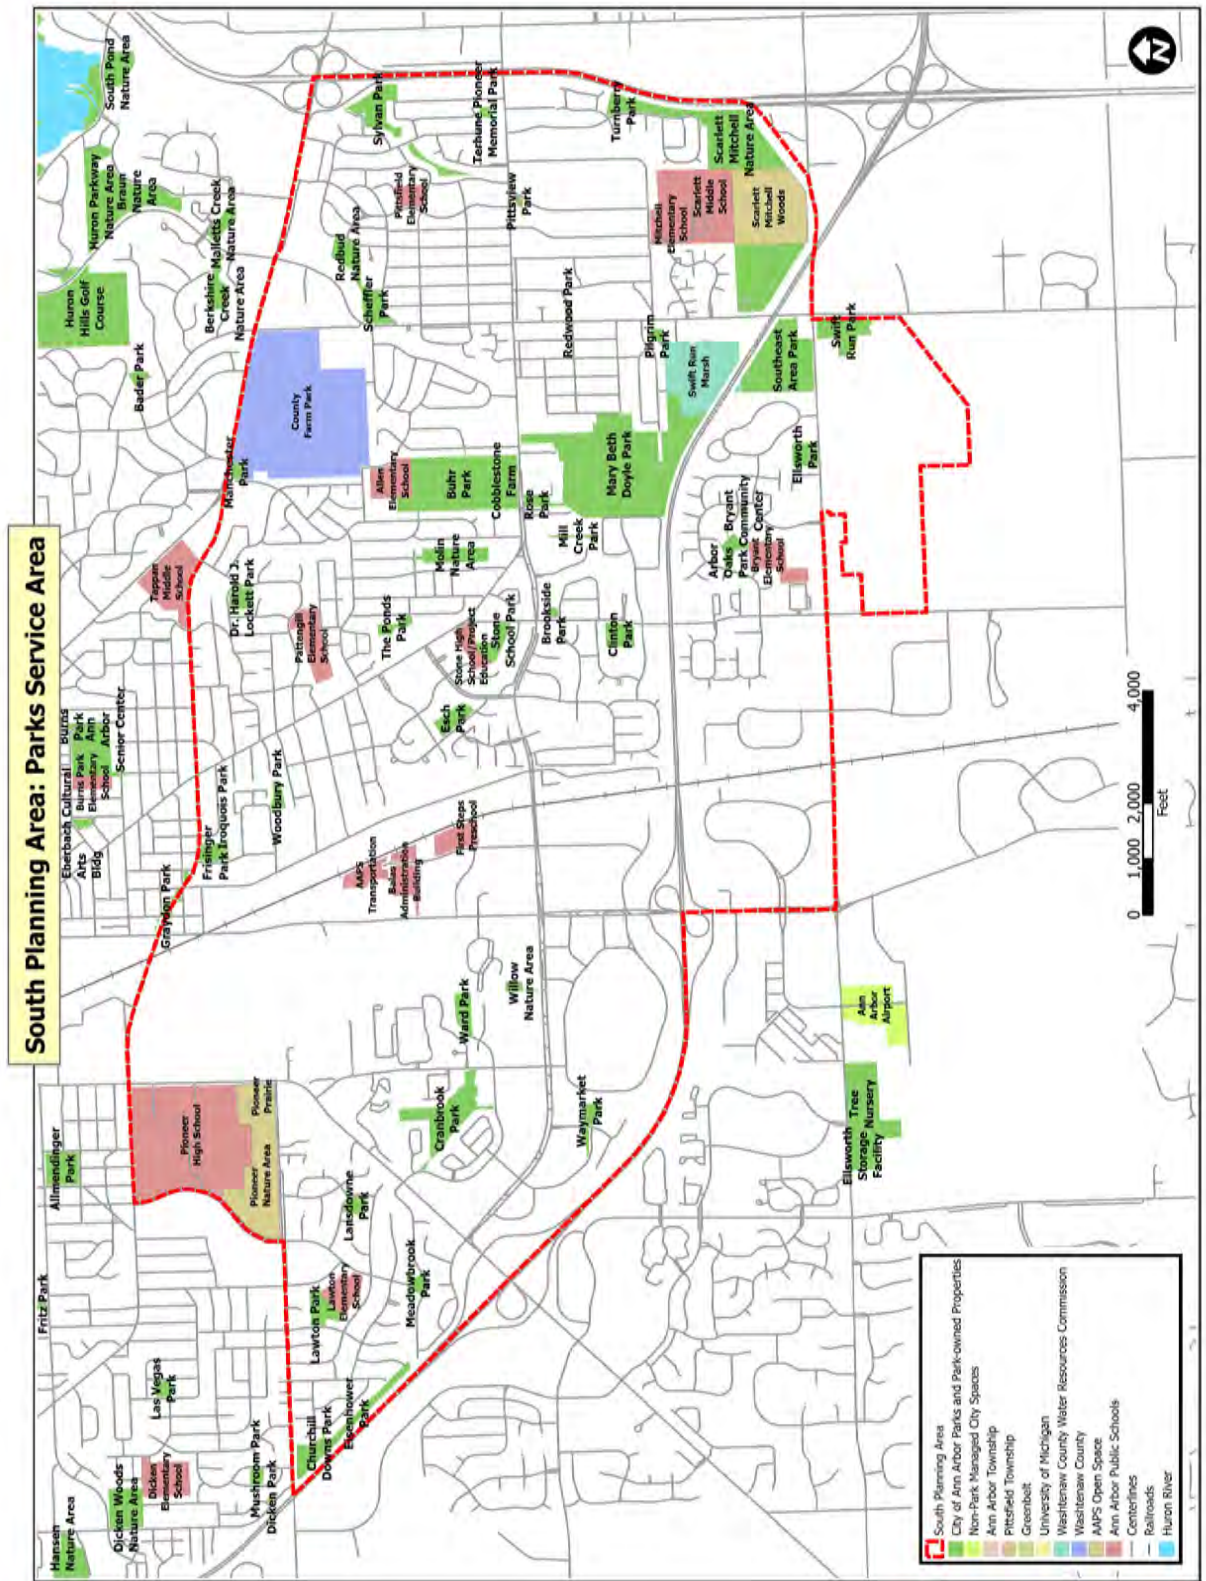 South Planning Area: Parks Service Area
Hansen
Nature Area
Dicken Woods
Nature Area
Dicken
Elementary
School
Las Vegas
Park
Fritz Park
Mushroom Park
Dicken Park
Churchill
Downs Park
Eisenhower
Park
Lawton Park
Lawton
Elementary
School
Meadowbrook
Park
Lansdowne
Park
Allmendinger
Park
Pioneer
High School
Pioneer
Nature Area
Pioneer
Prairie
Cranbrook
Park
Ward Park
Willow
Nature Area
Waymarket
Park
Ellsworth
Storage
Facility
Tree
Nursery
Ann
Arbor
Airport
Graydon Park
Frisinger
Park
Iroquois Park
Woodbury Park
Eberbach Cultural
Arts
Bldg
Burns Park
Elementary
School
Burns
Park
Ann
Arbor
Senior Center
AAPS
Transportation
Balas
Administration
Building
First Steps
Preschool
Tappan
Middle
School
Dr. Harold J.
Lockett Park
Pattengill
Elementary
School
The Ponds
Park
Esch
Park
Stone High
School/Project
Education
Stone
School Park
Brookside
Park
Clinton
Park
Molin
Nature
Area
Mill
Creek
Park
Rose
Park
Cobblestone
Farm
Buhr
Park
Allen
Elementary
School
Manchester
Park
County
Farm Park
Mary Beth
Doyle Park
Arbor
Oaks
Park
Bryant
Community
Center
Bryant
Elementary
School
Ellsworth
Park
Southeast
Area Park
Swift
Run Park
Swift Run
Marsh
Pilgrim
Park
Redwood Park
Bader Park
Huron
Hills Golf
Course
Huron Parkway
Nature Area
Braun
Nature
Area
South Pond
Nature Area
Malletts Creek
Nature Area
Berkshire
Creek
Nature Area
Redbud
Nature Area
Scheffler
Park
Sylvan Park
Pittsfield
Elementary
School
Terhune Pioneer
Memorial Park
Pittsview
Park
Turnberry
Park
Scarlett
Mitchell
Nature Area
Mitchell
Elementary
School
Scarlett
Middle
School
Scarlett
Mitchell
Woods
N
0 1,000 2,000 4,000
Feet
South Planning Area
City of Ann Arbor Parks and Park-owned Properties
Non-Park Managed City Spaces
Ann Arbor Township
Pittsfield Township
Greenbelt
University of Michigan
Washtenaw County Water Resources Commission
Washtenaw County
AAPS Open Space
Ann Arbor Public Schools
Centerlines
Railroads
Huron River